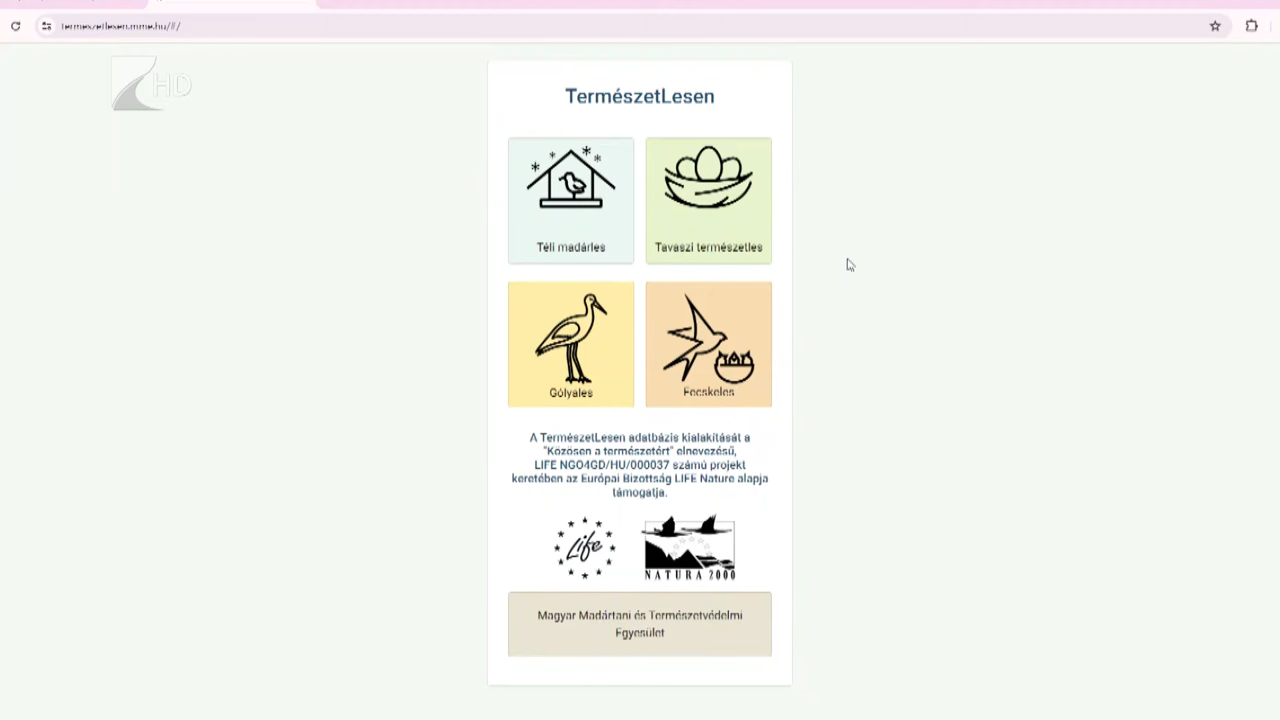 termeszetlesen.mme.hu/#/
HD
TermészetLesen
Téli madárles
Tavaszi természetles
Gólyales
Fecskeles
A TermészetLesen adatbázis kialakítását a
"Közösen a természetért" elnevezésű,
LIFE NGO4GD/HU/000037 számú projekt
keretében az Európai Bizottság LIFE Nature alapja
támogatja.
Life
NATURA 2000
Magyar Madártani és Természetvédelmi
Egyesület